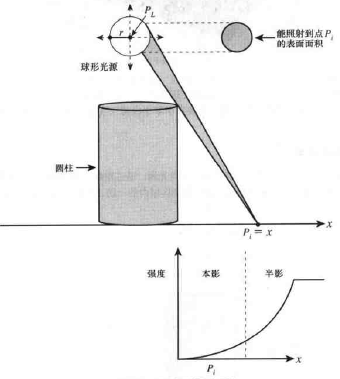 P_L
r
能照射到点P_i
的表面面积
球形光源
圆柱
x
P_i = x
强度
本影
半影
x
P_i